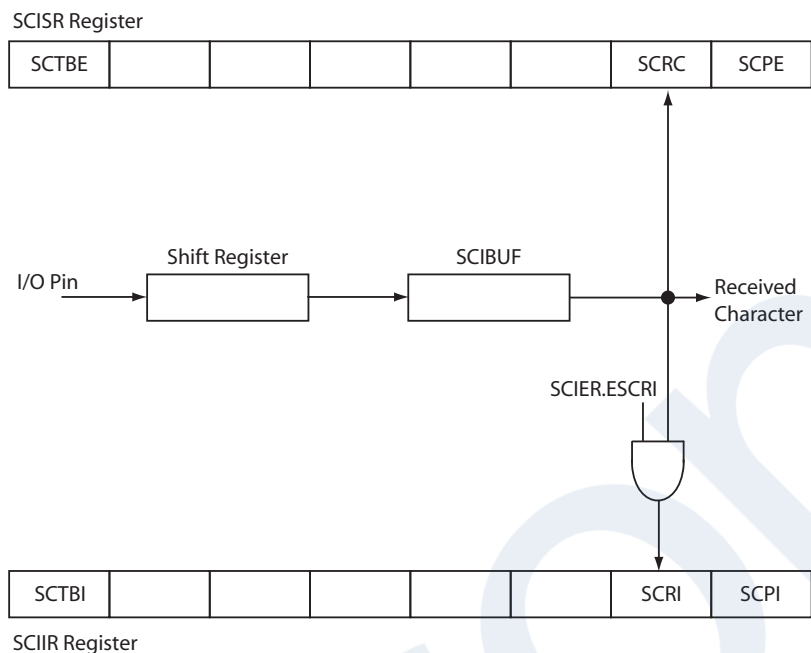 SCISR Register
SCTBE SCRC SCPE
Shift Register SCIBUF
I/O Pin
Received
Character
SCIER.ESCRI
SCTBI SCRI SCPI
SCIIR Register